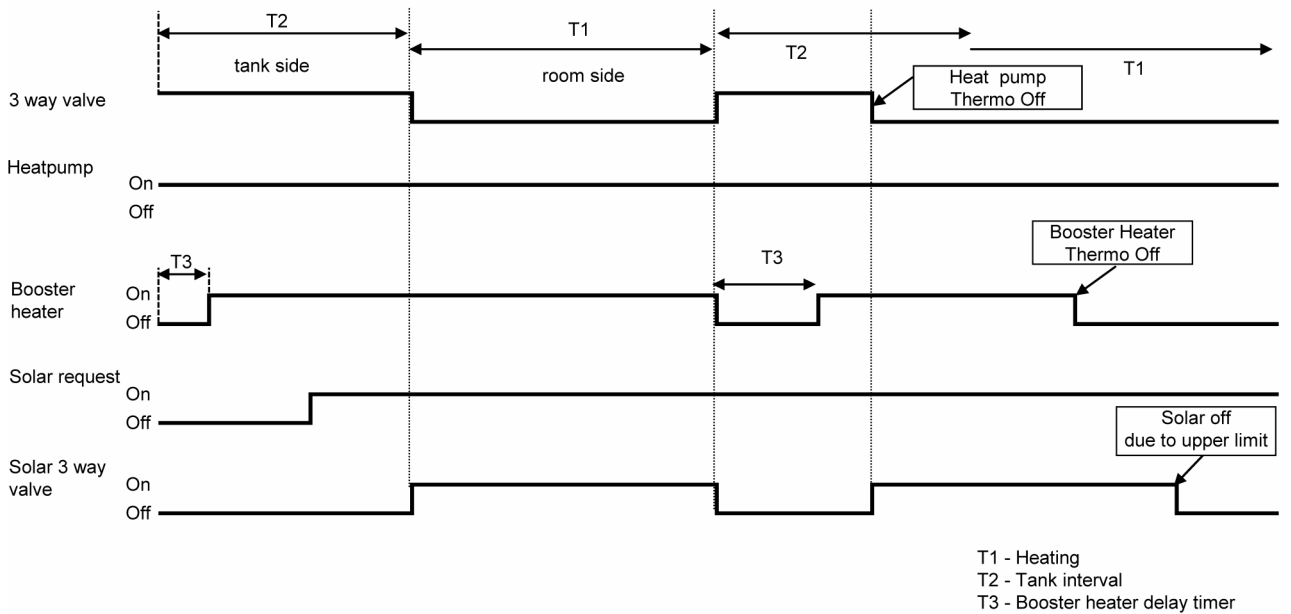 T2
T1
T2
T1
tank side
room side
Heat pump
Thermo Off
3 way valve
Heatpump
On
Off
Booster Heater
Thermo Off
T3
T3
Booster
heater
On
Off
Solar request
On
Off
Solar off
due to upper limit
Solar 3 way
valve
On
Off
T1 - Heating
T2 - Tank interval
T3 - Booster heater delay timer